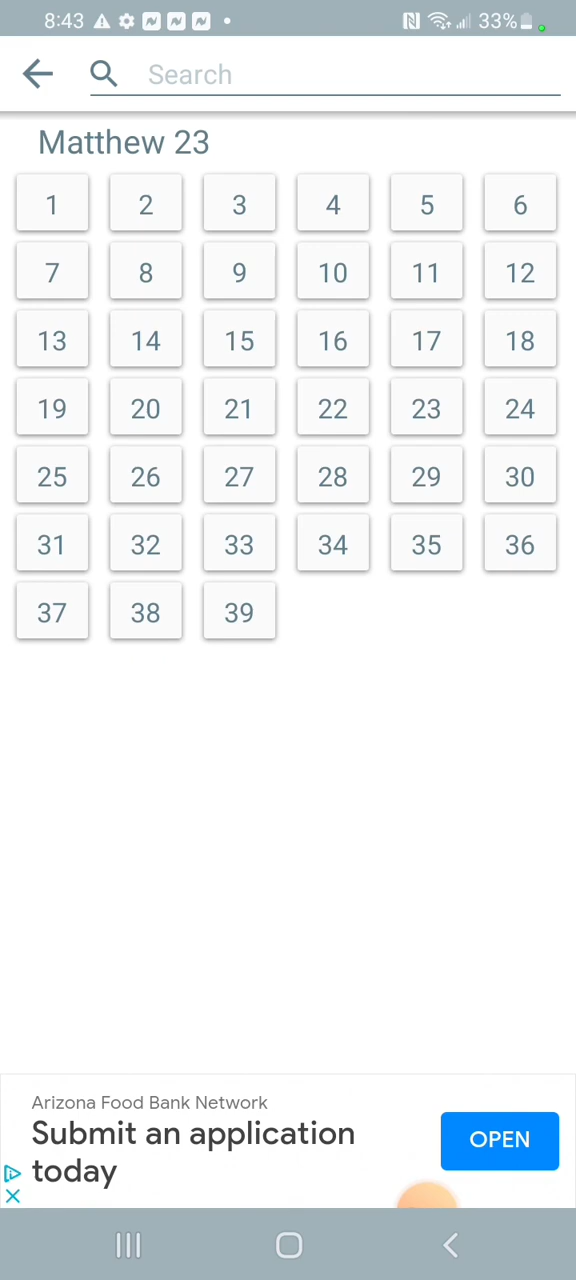 8:43 33%
Search
Matthew 23
1 2 3 4 5 6
7 8 9 10 11 12
13 14 15 16 17 18
19 20 21 22 23 24
25 26 27 28 29 30
31 32 33 34 35 36
37 38 39
Arizona Food Bank Network
Submit an application
today
OPEN